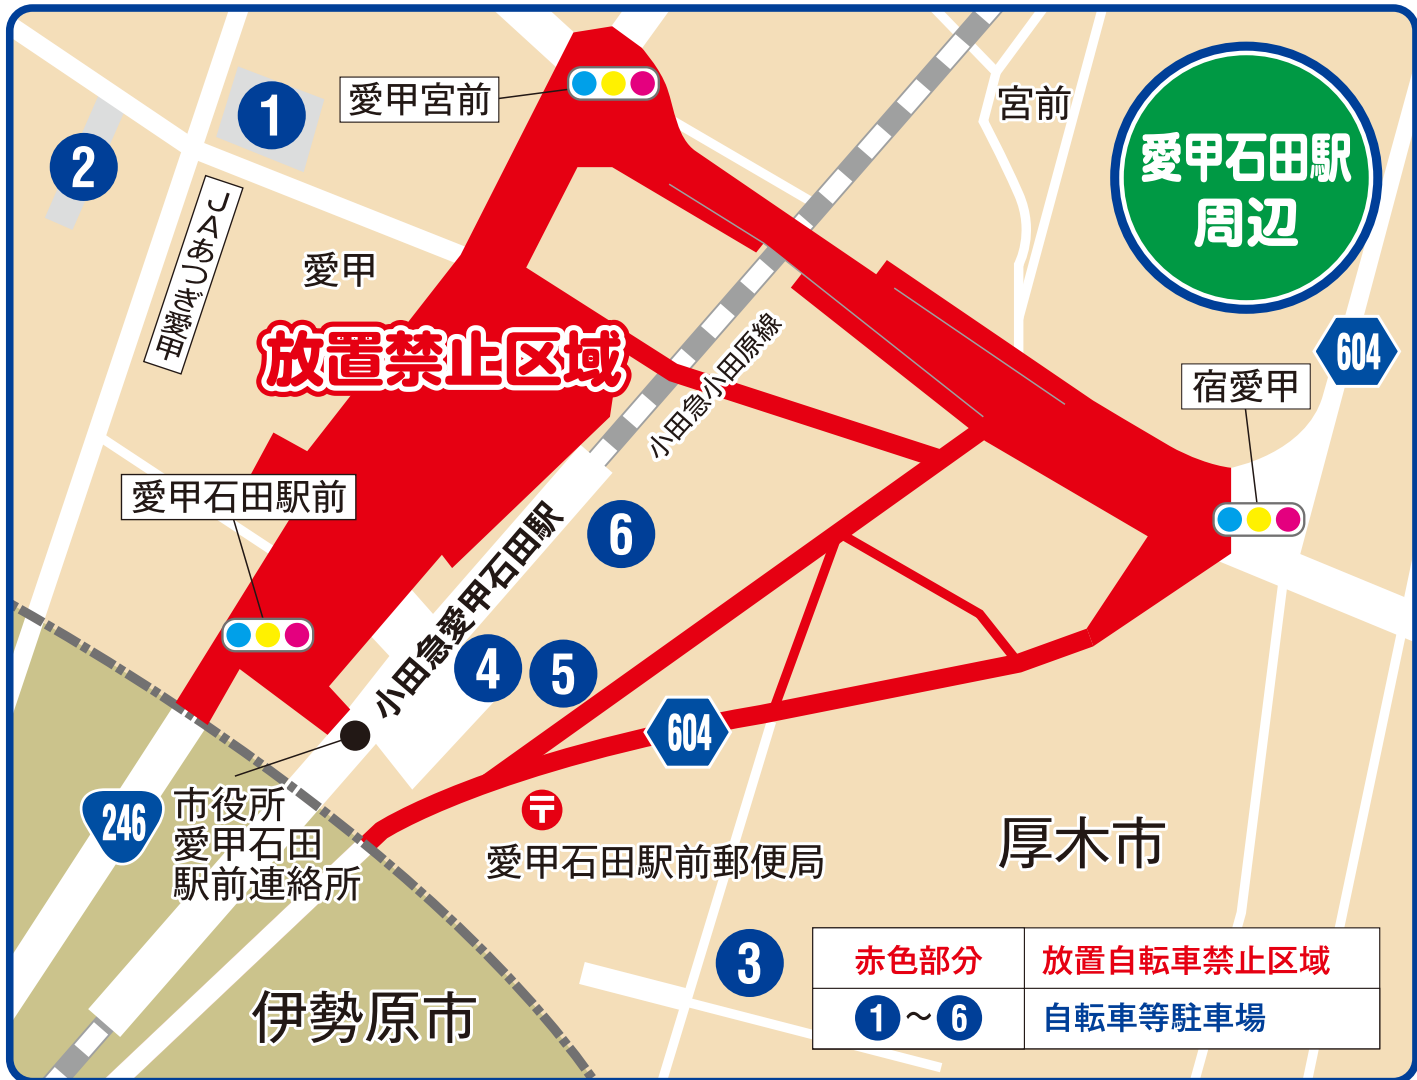 愛甲宮前
宮前
愛甲石田駅
周辺
1
2
JAあつぎ愛甲
愛甲
放置禁止区域
小田急小田原線
604
宿愛甲
愛甲石田駅前
小田急愛甲石田駅
6
4
5
604
246
市役所
愛甲石田
駅前連絡所
〒
愛甲石田駅前郵便局
厚木市
3
伊勢原市
赤色部分
放置自転車禁止区域
1～6
自転車等駐車場